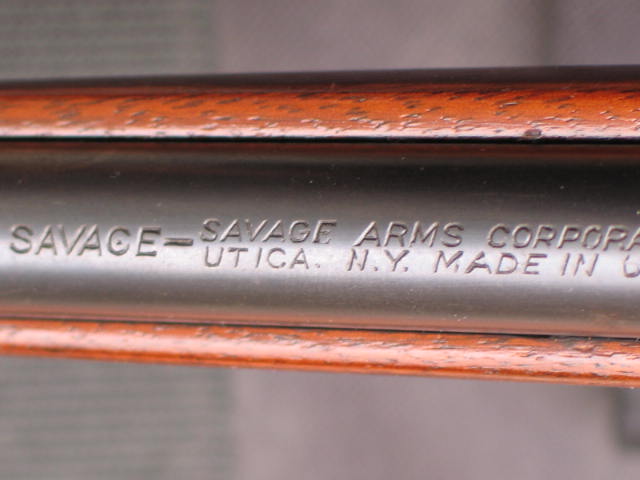 SAVAGE— SAVAGE ARMS CORPORA
UTICA. N.Y. MADE IN U